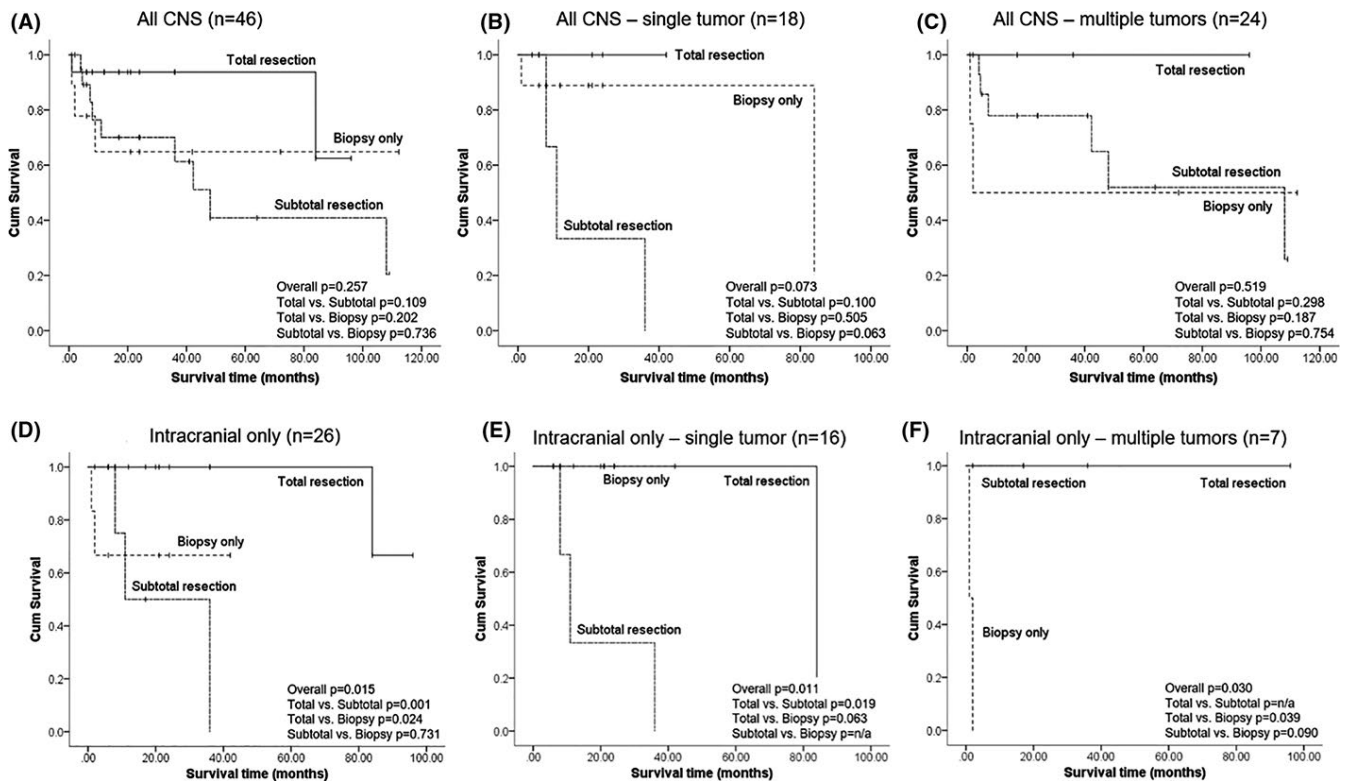 (A)
All CNS (n=46)
Cum Survival
1.0
0.8
0.6
0.4
0.2
0.0
Total resection
Biopsy only
Subtotal resection
Overall p=0.257
Total vs. Subtotal p=0.109
Total vs. Biopsy p=0.202
Subtotal vs. Biopsy p=0.736
.00 20.00 40.00 60.00 80.00 100.00 120.00
Survival time (months)
(B)
All CNS – single tumor (n=18)
Cum Survival
1.0
0.8
0.6
0.4
0.2
0.0
Total resection
Biopsy only
Subtotal resection
Overall p=0.073
Total vs. Subtotal p=0.100
Total vs. Biopsy p=0.505
Subtotal vs. Biopsy p=0.063
.00 20.00 40.00 60.00 80.00 100.00
Survival time (months)
(C)
All CNS – multiple tumors (n=24)
Cum Survival
1.0
0.8
0.6
0.4
0.2
0.0
Total resection
Subtotal resection
Biopsy only
Overall p=0.519
Total vs. Subtotal p=0.298
Total vs. Biopsy p=0.187
Subtotal vs. Biopsy p=0.754
.00 20.00 40.00 60.00 80.00 100.00 120.00
Survival time (months)
(D)
Intracranial only (n=26)
Cum Survival
1.0
0.8
0.6
0.4
0.2
0.0
Total resection
Biopsy only
Subtotal resection
Overall p=0.015
Total vs. Subtotal p=0.001
Total vs. Biopsy p=0.024
Subtotal vs. Biopsy p=0.731
.00 20.00 40.00 60.00 80.00 100.00
Survival time (months)
(E)
Intracranial only – single tumor (n=16)
Cum Survival
1.0
0.8
0.6
0.4
0.2
0.0
Biopsy only
Total resection
Subtotal resection
Overall p=0.011
Total vs. Subtotal p=0.019
Total vs. Biopsy p=0.063
Subtotal vs. Biopsy p=n/a
.00 20.00 40.00 60.00 80.00 100.00
Survival time (months)
(F)
Intracranial only – multiple tumors (n=7)
Cum Survival
1.0
0.8
0.6
0.4
0.2
0.0
Subtotal resection
Total resection
Biopsy only
Overall p=0.030
Total vs. Subtotal p=n/a
Total vs. Biopsy p=0.039
Subtotal vs. Biopsy p=0.090
.00 20.00 40.00 60.00 80.00 100.00
Survival time (months)